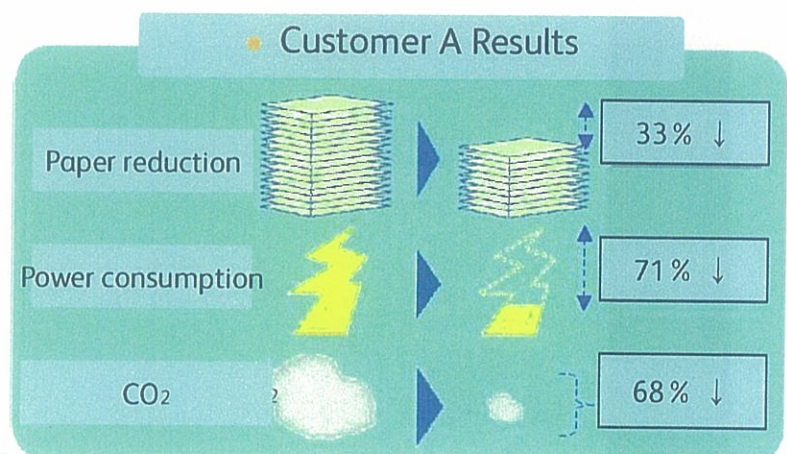 Customer A Results
Paper reduction
33% ↓
Power consumption
71% ↓
CO₂
68% ↓